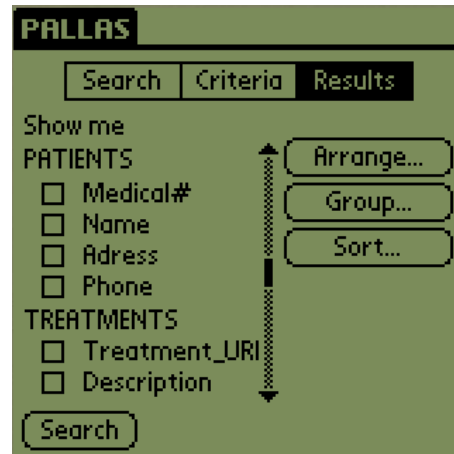 PALLAS
Search Criteria Results
Show me
PATIENTS
Medical#
Name
Adress
Phone
TREATMENTS
Treatment_URI
Description
Arrange...
Group...
Sort...
Search